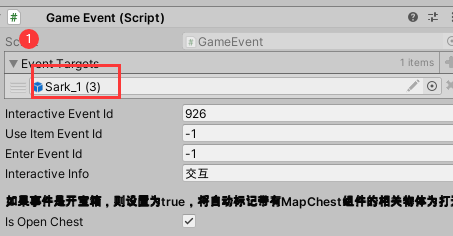 Game Event (Script)
GameEvent
1
Event Targets 1 items
Sark_1 (3)
Interactive Event Id 926
Use Item Event Id -1
Enter Event Id -1
Interactive Info 交互
如果事件是开宝箱，则设置为true，将自动标记带有MapChest组件的相关物体为打
Is Open Chest